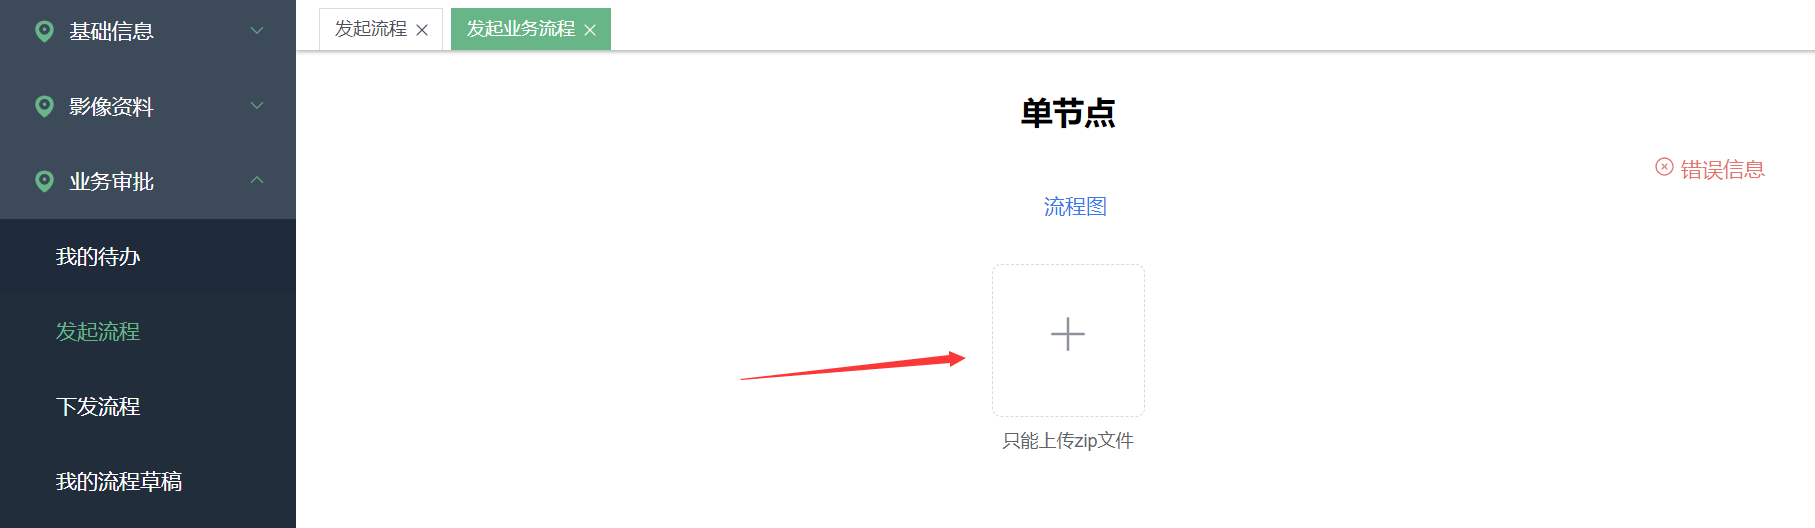 基础信息
影像资料
业务审批
我的待办
发起流程
下发流程
我的流程草稿
发起流程
发起业务流程
单节点
错误信息
流程图
只能上传zip文件